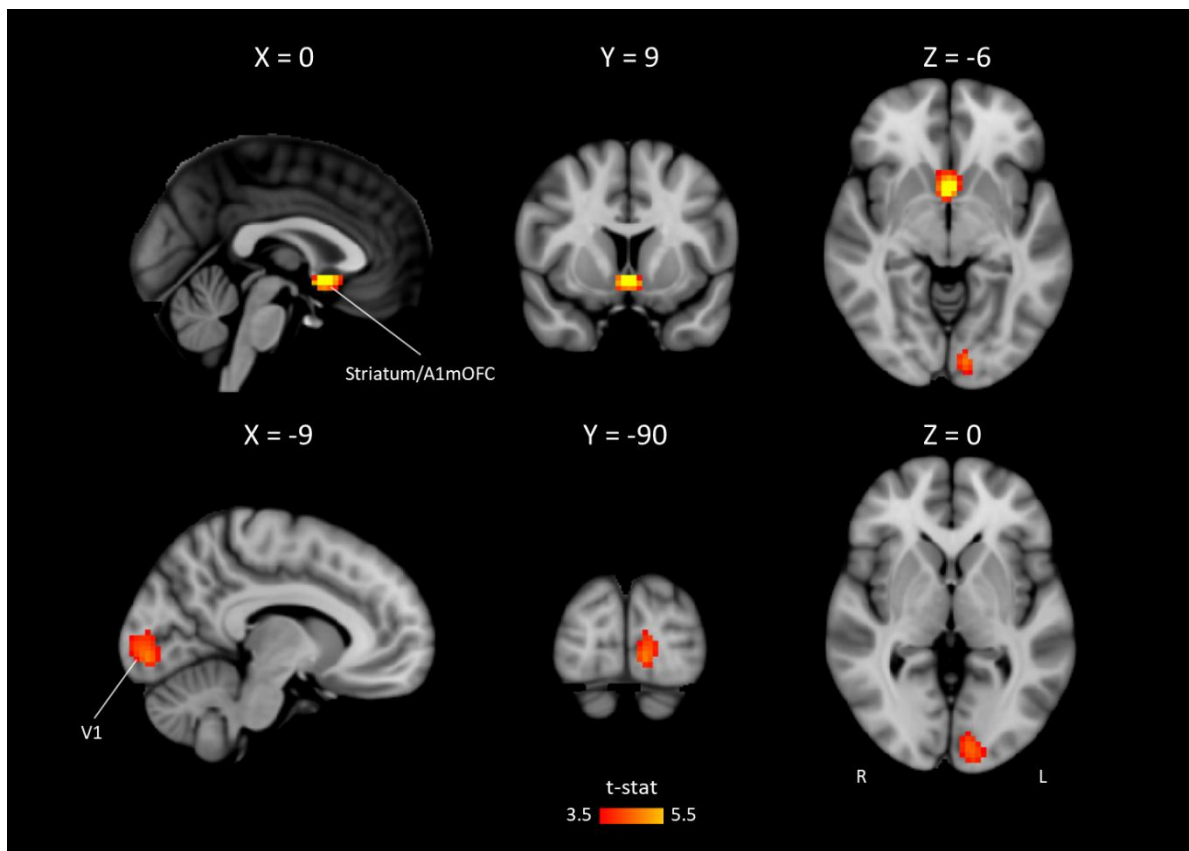 X = 0
Y = 9
Z = -6
Striatum/A1mOFC
X = -9
Y = -90
Z = 0
V1
R
L
t-stat
3.5
5.5